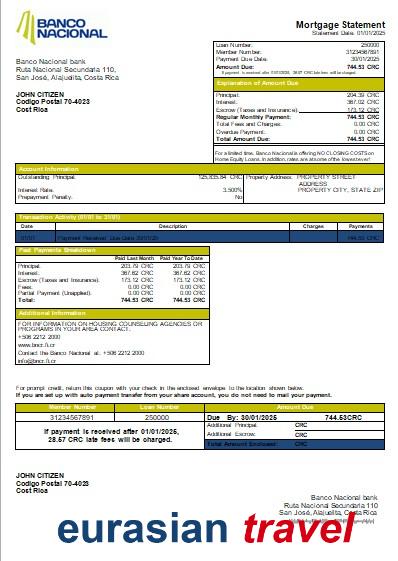 BANCO
NACIONAL
Mortgage Statement
Statement Date: 01/01/2025
Loan Number: 250000
Member Number: 31234567891
Payment Due Date: 30/01/2025
Amount Due: 744.53 CRC
If payment is received after 01/01/2025, 28.57 CRC late fee will be charged.
Banco Nacional bank
Ruta Nacional Secundaria 110,
San José, Alajuelita, Costa Rica
Explanation of Amount Due
JOHN CITIZEN
Codigo Postal 70-4023
Cost Rica
Principal: 204.39 CRC
Interest: 367.02 CRC
Escrow (Taxes and Insurance): 173.12 CRC
Regular Monthly Payment: 744.53 CRC
Total Fees and Charges: 0.00 CRC
Overdue Payment: 0.00 CRC
Total Amount Due: 744.53 CRC
For a limited time, Banco Nacional is offering NO CLOSING COSTS on
Home Equity Loans. In addition, rates are at some of the lowest ever!
Account Information
Outstanding Principal: 125,835.84 CRC
Interest Rate: 3.500%
Prepayment Penalty: No
Property Address: PROPERTY STREET
ADDRESS
PROPERTY CITY, STATE ZIP
Transaction Activity (01/01 to 31/01)
Date Description Charges Payments
01/01 Payment Received Due Date 30/01/25 744.53 CRC
Past Payments Breakdown
Paid Last Month Paid Year To Date
Principal: 203.79 CRC 203.79 CRC
Interest: 367.62 CRC 367.62 CRC
Escrow (Taxes and Insurance): 173.12 CRC 173.12 CRC
Fees: 0.00 CRC 0.00 CRC
Partial Payment (Unapplied): 0.00 CRC 0.00 CRC
Total: 744.53 CRC 744.53 CRC
Additional Information
FOR INFORMATION ON HOUSING COUNSELING AGENCIES OR
PROGRAMS IN YOUR AREA CONTACT:
+506 2212 2000
www.bncr.fi.cr
Contact the Banco Nacional at: +506 2212 2000
info@bncr.fi.cr
For prompt credit, return this coupon with your check in the enclosed envelope to the location shown below.
If you are set up with auto payment transfer from your share account, you do not need to mail your payment.
Member Number Loan Number Amount Due
31234567891 250000 Due By: 30/01/2025 744.53CRC
If payment is received after 01/01/2025,
28.57 CRC late fees will be charged.
Additional Principal: CRC
Additional Escrow: CRC
Total Amount Enclosed: CRC
JOHN CITIZEN
Codigo Postal 70-4023
Cost Rica
Banco Nacional bank
Ruta Nacional Secundaria 110
San José, Alajuelita, Costa Rica
eurasian travel